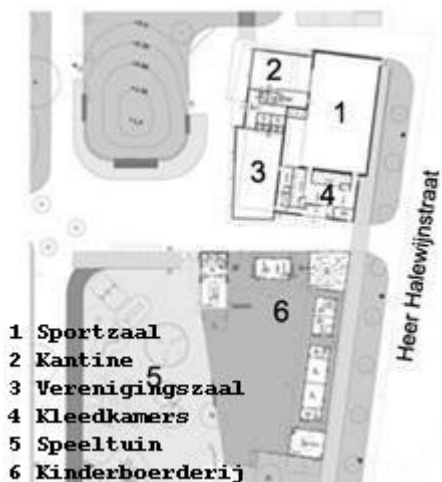 2
1
3
4
Heer Halewijnstraat
6
5
1 Sportzaal
2 Kantine
3 Verenigingszaal
4 Kleedkamers
5 Speeltuin
6 Kinderboerderij